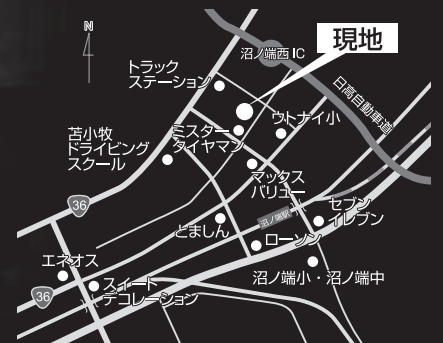 N
現地
沼ノ端西IC
トラック
ステーション
日高自動車道
ウトナイ小
ミスター
タイヤマン
苫小牧
ドライビング
スクール
マックス
バリュー
36
セブン
イレブン
沼ノ端駅
とましん
ローソン
エネオス
沼ノ端小・沼ノ端中
36
スイート
デコレーション